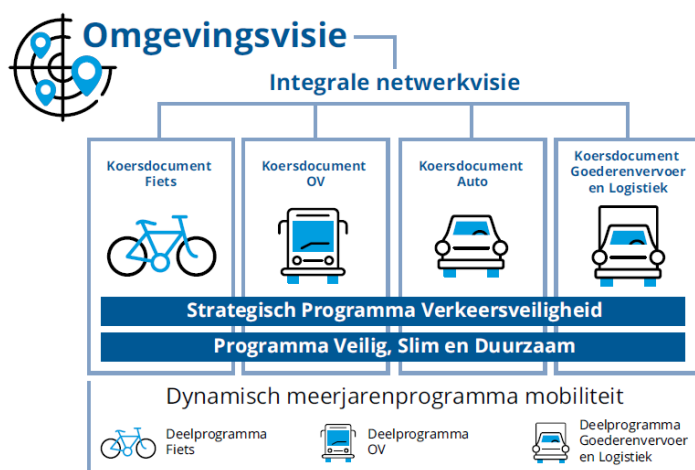 Omgevingsvisie
Integrale netwerkvisie
Koersdocument
Fiets
Koersdocument
OV
Koersdocument
Auto
Koersdocument
Goederenvervoer
en Logistiek
Strategisch Programma Verkeersveiligheid
Programma Veilig, Slim en Duurzaam
Dynamisch meerjarenprogramma mobiliteit
Deelprogramma
Fiets
Deelprogramma
OV
Deelprogramma
Goederenvervoer
en Logistiek